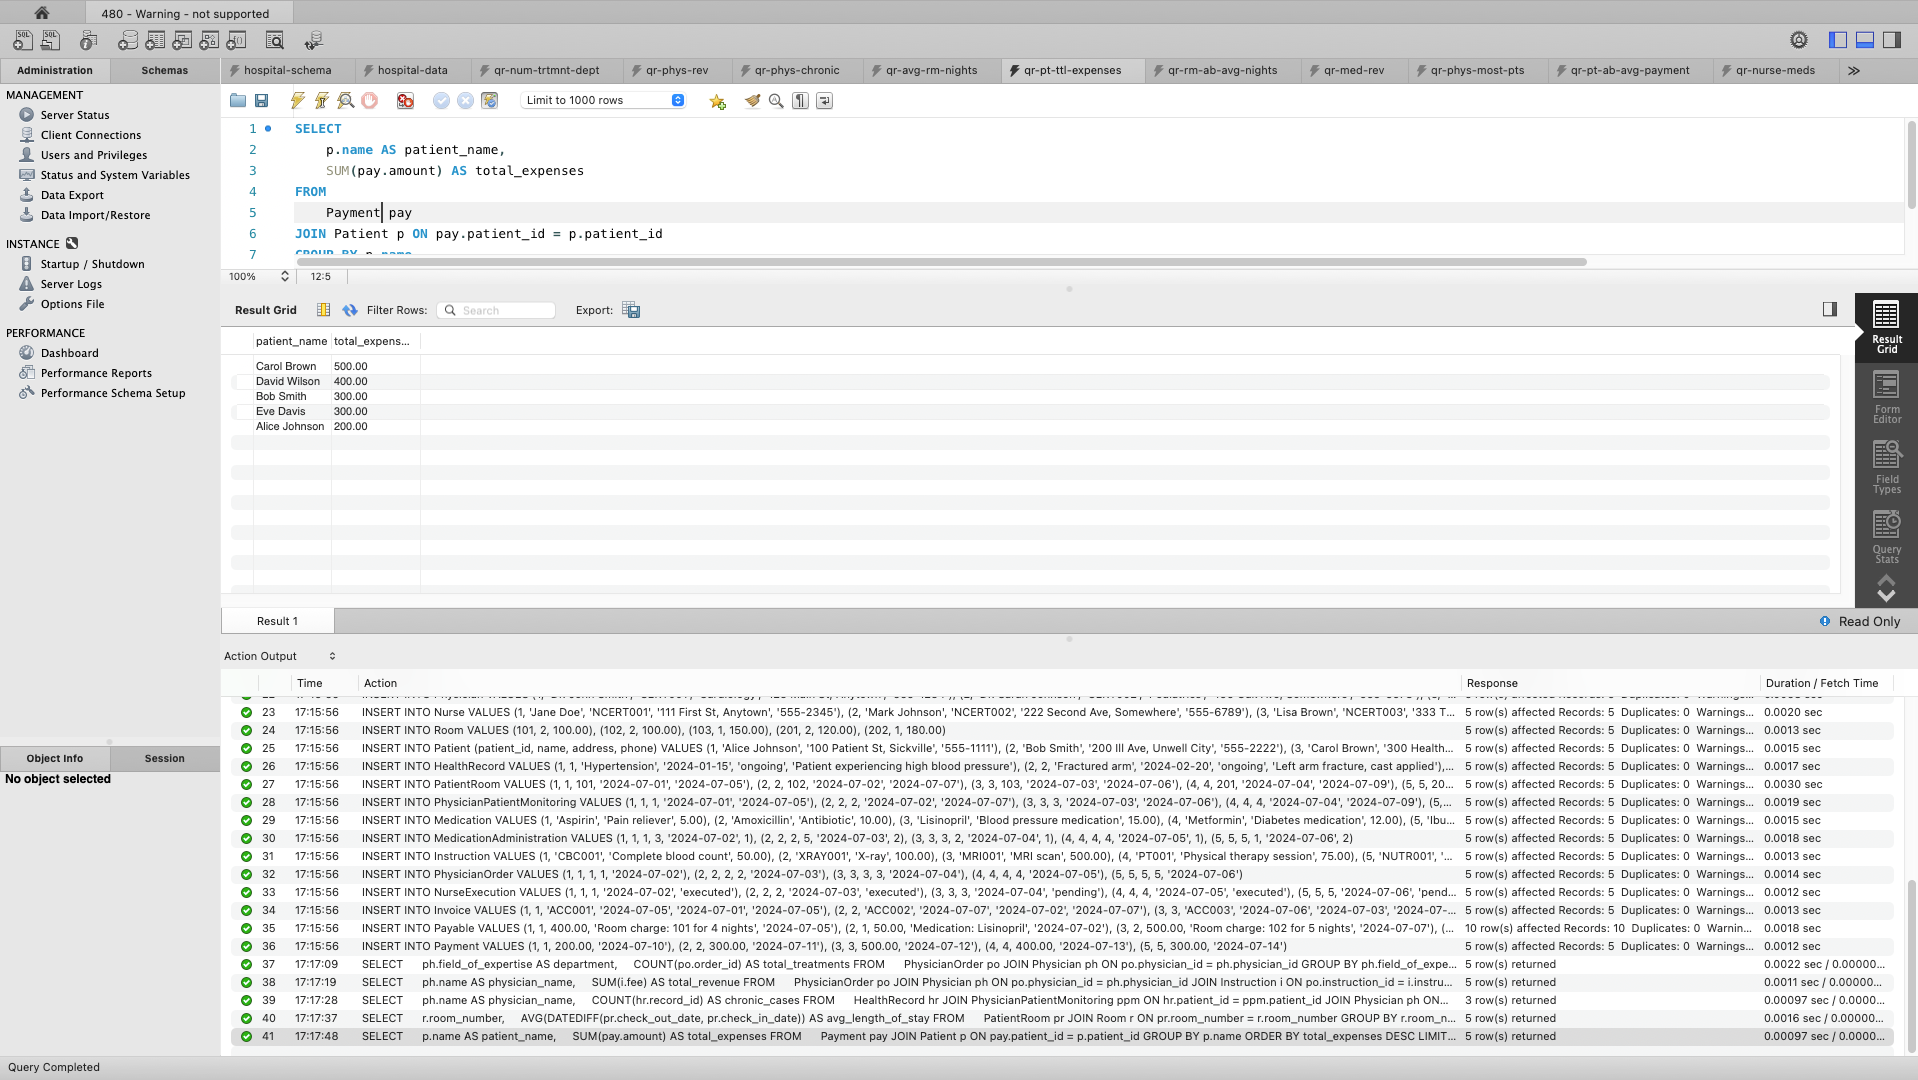 480 - Warning - not supported
Administration
Schemas
hospital-schema
hospital-data
qr-num-trtmnt-dept
qr-phys-rev
qr-phys-chronic
qr-avg-rm-nights
qr-pt-ttl-expenses
qr-rm-ab-avg-nights
qr-med-rev
qr-phys-most-pts
qr-pt-ab-avg-payment
qr-nurse-meds
MANAGEMENT
Server Status
Client Connections
Users and Privileges
Status and System Variables
Data Export
Data Import/Restore
INSTANCE
Startup / Shutdown
Server Logs
Options File
PERFORMANCE
Dashboard
Performance Reports
Performance Schema Setup
Object Info
Session
No object selected
Limit to 1000 rows
1 SELECT
2 p.name AS patient_name,
3 SUM(pay.amount) AS total_expenses
4 FROM
5 Payment pay
6 JOIN Patient p ON pay.patient_id = p.patient_id
7 GROUP BY p.name
100% 12:5
Result Grid Filter Rows: Search Export:
patient_name total_expens...
Carol Brown 500.00
David Wilson 400.00
Bob Smith 300.00
Eve Davis 300.00
Alice Johnson 200.00
Result Grid
Form Editor
Field Types
Query Stats
Result 1
Read Only
Action Output
Time Action Response Duration / Fetch Time
23 17:15:56 INSERT INTO Nurse VALUES (1, 'Jane Doe', 'NCERT001', '111 First St, Anytown', '555-2345'), (2, 'Mark Johnson', 'NCERT002', '222 Second Ave, Somewhere', '555-6789'), (3, 'Lisa Brown', 'NCERT003', '333 T... 5 row(s) affected Records: 5 Duplicates: 0 Warnings... 0.0020 sec
24 17:15:56 INSERT INTO Room VALUES (101, 2, 100.00), (102, 2, 100.00), (103, 1, 150.00), (201, 2, 120.00), (202, 1, 180.00) 5 row(s) affected Records: 5 Duplicates: 0 Warnings... 0.0013 sec
25 17:15:56 INSERT INTO Patient (patient_id, name, address, phone) VALUES (1, 'Alice Johnson', '100 Patient St, Sickville', '555-1111'), (2, 'Bob Smith', '200 Ill Ave, Unwell City', '555-2222'), (3, 'Carol Brown', '300 Health... 5 row(s) affected Records: 5 Duplicates: 0 Warnings... 0.0015 sec
26 17:15:56 INSERT INTO HealthRecord VALUES (1, 1, 'Hypertension', '2024-01-15', 'ongoing', 'Patient experiencing high blood pressure'), (2, 2, 'Fractured arm', '2024-02-20', 'ongoing', 'Left arm fracture, cast applied'),... 5 row(s) affected Records: 5 Duplicates: 0 Warnings... 0.0017 sec
27 17:15:56 INSERT INTO PatientRoom VALUES (1, 1, 101, '2024-07-01', '2024-07-05'), (2, 2, 102, '2024-07-02', '2024-07-07'), (3, 3, 103, '2024-07-03', '2024-07-06'), (4, 4, 201, '2024-07-04', '2024-07-09'), (5, 5, 20... 5 row(s) affected Records: 5 Duplicates: 0 Warnings... 0.0030 sec
28 17:15:56 INSERT INTO PhysicianPatientMonitoring VALUES (1, 1, 1, '2024-07-01', '2024-07-05'), (2, 2, 2, '2024-07-02', '2024-07-07'), (3, 3, 3, '2024-07-03', '2024-07-06'), (4, 4, 4, '2024-07-04', '2024-07-09'), (5,... 5 row(s) affected Records: 5 Duplicates: 0 Warnings... 0.0019 sec
29 17:15:56 INSERT INTO Medication VALUES (1, 'Aspirin', 'Pain reliever', 5.00), (2, 'Amoxicillin', 'Antibiotic', 10.00), (3, 'Lisinopril', 'Blood pressure medication', 15.00), (4, 'Metformin', 'Diabetes medication', 12.00), (5, 'Ibu... 5 row(s) affected Records: 5 Duplicates: 0 Warnings... 0.0015 sec
30 17:15:56 INSERT INTO MedicationAdministration VALUES (1, 1, 1, 3, '2024-07-02', 1), (2, 2, 2, 5, '2024-07-03', 2), (3, 3, 3, 2, '2024-07-04', 1), (4, 4, 4, 4, '2024-07-05', 1), (5, 5, 5, 1, '2024-07-06', 2) 5 row(s) affected Records: 5 Duplicates: 0 Warnings... 0.0018 sec
31 17:15:56 INSERT INTO Instruction VALUES (1, 'CBC001', 'Complete blood count', 50.00), (2, 'XRAY001', 'X-ray', 100.00), (3, 'MRI001', 'MRI scan', 500.00), (4, 'PT001', 'Physical therapy session', 75.00), (5, 'NUTR001', '... 5 row(s) affected Records: 5 Duplicates: 0 Warnings... 0.0013 sec
32 17:15:56 INSERT INTO PhysicianOrder VALUES (1, 1, 1, 1, '2024-07-02'), (2, 2, 2, 2, '2024-07-03'), (3, 3, 3, 3, '2024-07-04'), (4, 4, 4, 4, '2024-07-05'), (5, 5, 5, 5, '2024-07-06') 5 row(s) affected Records: 5 Duplicates: 0 Warnings... 0.0014 sec
33 17:15:56 INSERT INTO NurseExecution VALUES (1, 1, 1, '2024-07-02', 'executed'), (2, 2, 2, '2024-07-03', 'executed'), (3, 3, 3, '2024-07-04', 'pending'), (4, 4, 4, '2024-07-05', 'executed'), (5, 5, 5, '2024-07-06', 'pend... 5 row(s) affected Records: 5 Duplicates: 0 Warnings... 0.0012 sec
34 17:15:56 INSERT INTO Invoice VALUES (1, 1, 'ACC001', '2024-07-05', '2024-07-01', '2024-07-05'), (2, 2, 'ACC002', '2024-07-07', '2024-07-02', '2024-07-07'), (3, 3, 'ACC003', '2024-07-06', '2024-07-03', '2024-07-... 5 row(s) affected Records: 5 Duplicates: 0 Warnings... 0.0013 sec
35 17:15:56 INSERT INTO Payable VALUES (1, 1, 400.00, 'Room charge: 101 for 4 nights', '2024-07-05'), (2, 1, 50.00, 'Medication: Lisinopril', '2024-07-02'), (3, 2, 500.00, 'Room charge: 102 for 5 nights', '2024-07-07'), (... 10 row(s) affected Records: 10 Duplicates: 0 Warnin... 0.0018 sec
36 17:15:56 INSERT INTO Payment VALUES (1, 1, 200.00, '2024-07-10'), (2, 2, 300.00, '2024-07-11'), (3, 3, 500.00, '2024-07-12'), (4, 4, 400.00, '2024-07-13'), (5, 5, 300.00, '2024-07-14') 5 row(s) affected Records: 5 Duplicates: 0 Warnings... 0.0012 sec
37 17:17:09 SELECT ph.field_of_expertise AS department, COUNT(po.order_id) AS total_treatments FROM PhysicianOrder po JOIN Physician ph ON po.physician_id = ph.physician_id GROUP BY ph.field_of_expe... 5 row(s) returned 0.0022 sec / 0.00000...
38 17:17:19 SELECT ph.name AS physician_name, SUM(i.fee) AS total_revenue FROM PhysicianOrder po JOIN Physician ph ON po.physician_id = ph.physician_id JOIN Instruction i ON po.instruction_id = i.instru... 5 row(s) returned 0.0011 sec / 0.00000...
39 17:17:28 SELECT ph.name AS physician_name, COUNT(hr.record_id) AS chronic_cases FROM HealthRecord hr JOIN PhysicianPatientMonitoring ppm ON hr.patient_id = ppm.patient_id JOIN Physician ph ON... 3 row(s) returned 0.00097 sec / 0.0000...
40 17:17:37 SELECT r.room_number, AVG(DATEDIFF(pr.check_out_date, pr.check_in_date)) AS avg_length_of_stay FROM PatientRoom pr JOIN Room r ON pr.room_number = r.room_number GROUP BY r.room_n... 5 row(s) returned 0.0016 sec / 0.00000...
41 17:17:48 SELECT p.name AS patient_name, SUM(pay.amount) AS total_expenses FROM Payment pay JOIN Patient p ON pay.patient_id = p.patient_id GROUP BY p.name ORDER BY total_expenses DESC LIMIT... 5 row(s) returned 0.00097 sec / 0.0000...
Query Completed